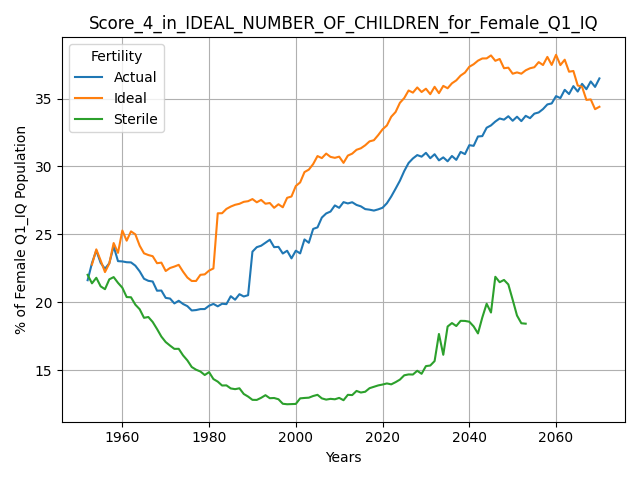 Score_4_in_IDEAL_NUMBER_OF_CHILDREN_for_Female_Q1_IQ
Fertility
Actual
Ideal
Sterile
% of Female Q1_IQ Population
35
30
25
20
15
1960
1980
2000
2020
2040
2060
Years